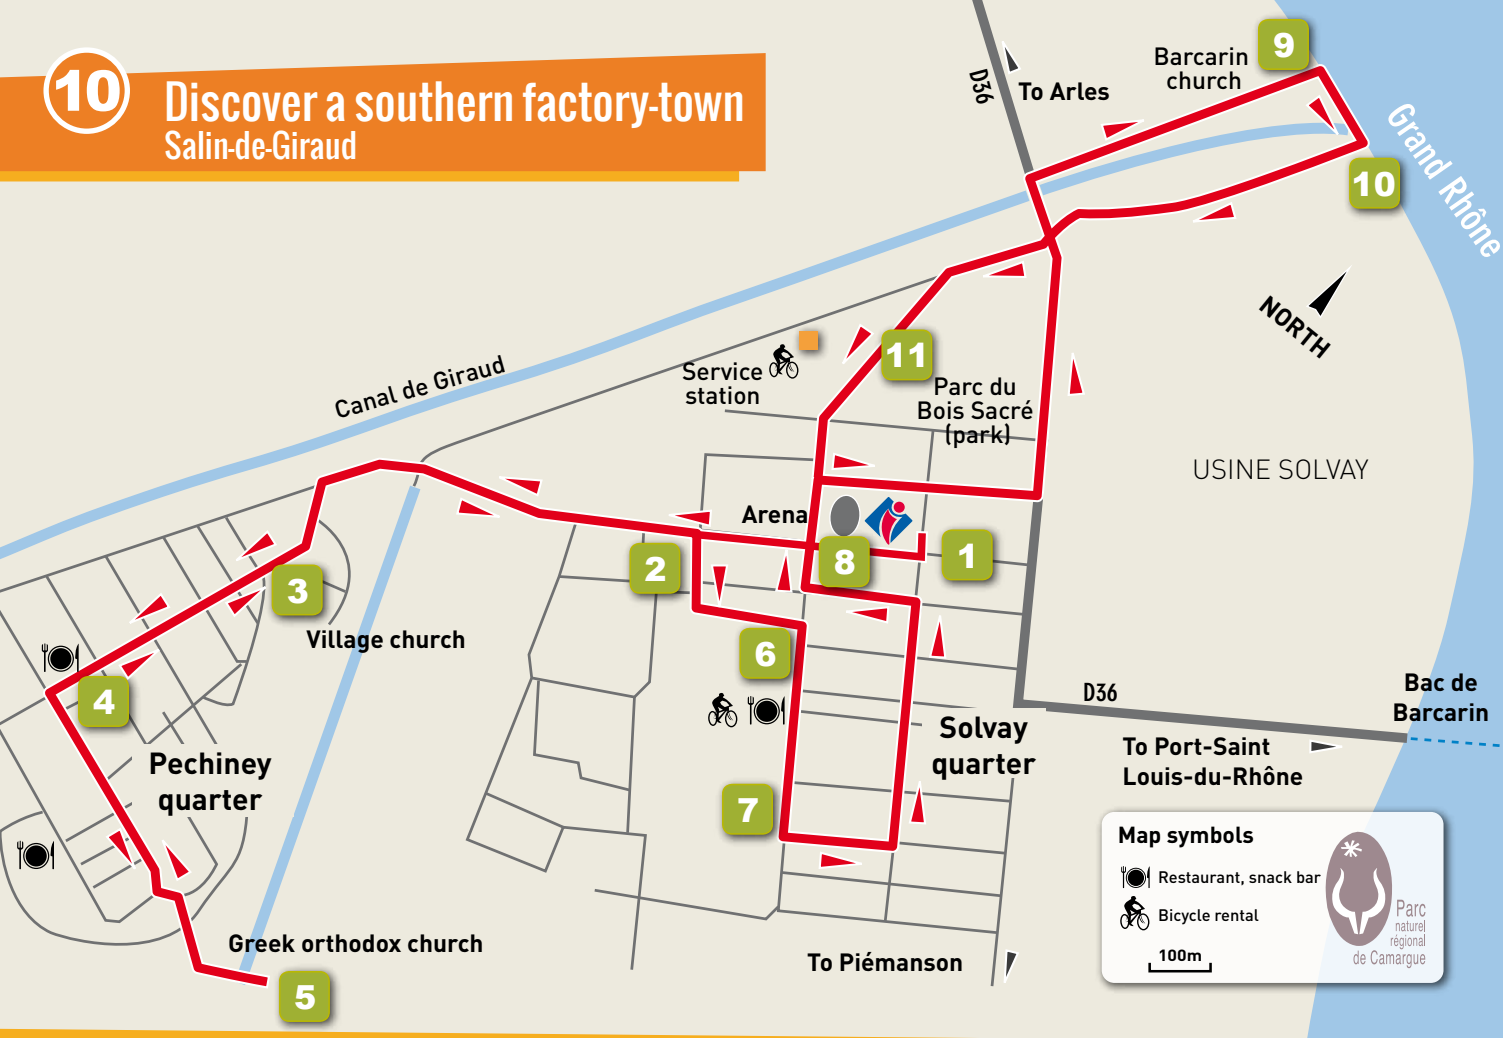 10
Discover a southern factory-town
Salin-de-Giraud
D36
To Arles
Barcarin
church
9
10
Grand Rhône
NORTH
Canal de Giraud
Service
station
11
Parc du
Bois Sacré
(park)
USINE SOLVAY
Arena
1
2
8
3
Village church
6
4
D36
Bac de
Barcarin
Solvay
quarter
To Port-Saint
Louis-du-Rhône
Pechiney
quarter
7
Map symbols
Restaurant, snack bar
Bicycle rental
100m
Parc
naturel
régional
de Camargue
Greek orthodox church
To Piémanson
5